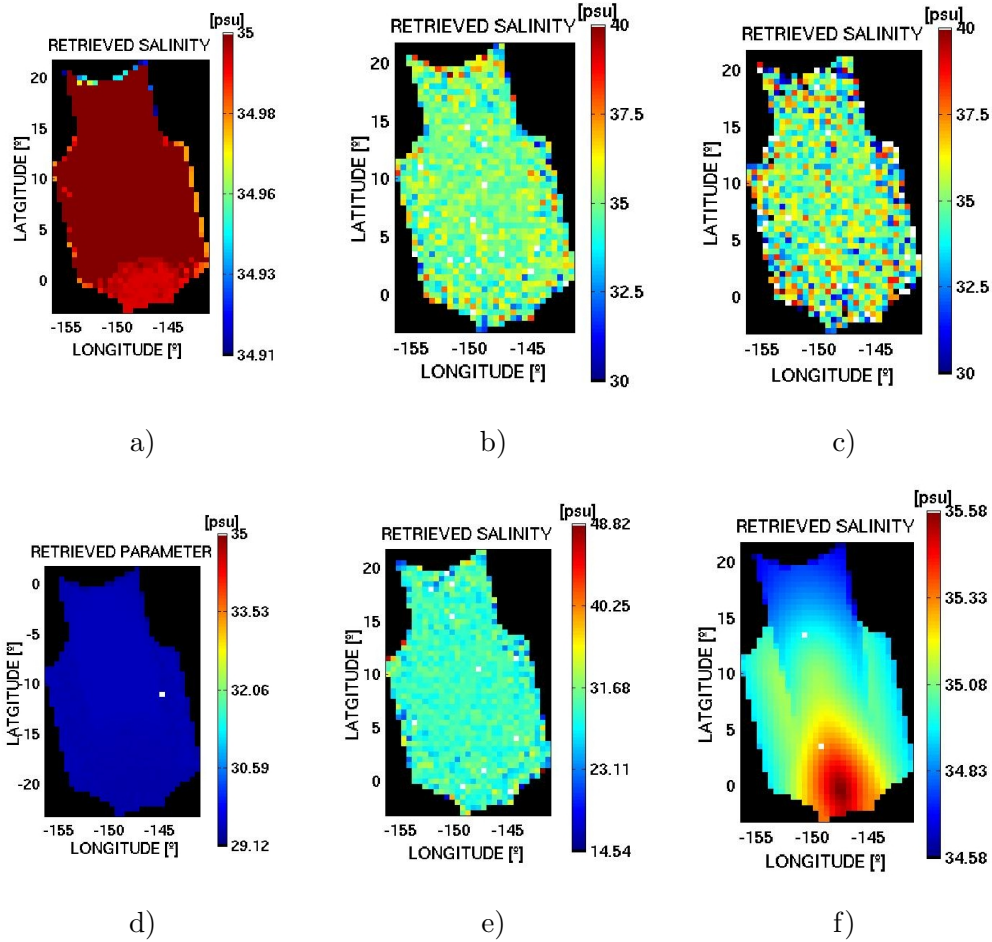 [psu]
RETRIEVED SALINITY
35
34.98
34.96
34.93
34.91
LATGITUDE [º]
20
15
10
5
0
-155 -150 -145
LONGITUDE [º]
a)
[psu]
RETRIEVED SALINITY
40
37.5
35
32.5
30
LATITUDE [º]
20
15
10
5
0
-155 -150 -145
LONGITUDE [º]
b)
[psu]
RETRIEVED SALINITY
40
37.5
35
32.5
30
LATITUDE [º]
20
15
10
5
0
-155 -150 -145
LONGITUDE [º]
c)
[psu]
RETRIEVED PARAMETER
35
33.53
32.06
30.59
29.12
LATGITUDE [º]
0
-5
-10
-15
-20
-155 -150 -145
LONGITUDE [º]
d)
[psu]
RETRIEVED SALINITY
48.82
40.25
31.68
23.11
14.54
LATGITUDE [º]
20
15
10
5
0
-155 -150 -145
LONGITUDE [º]
e)
[psu]
RETRIEVED SALINITY
35.58
35.33
35.08
34.83
34.58
LATGITUDE [º]
20
15
10
5
0
-155 -150 -145
LONGITUDE [º]
f)